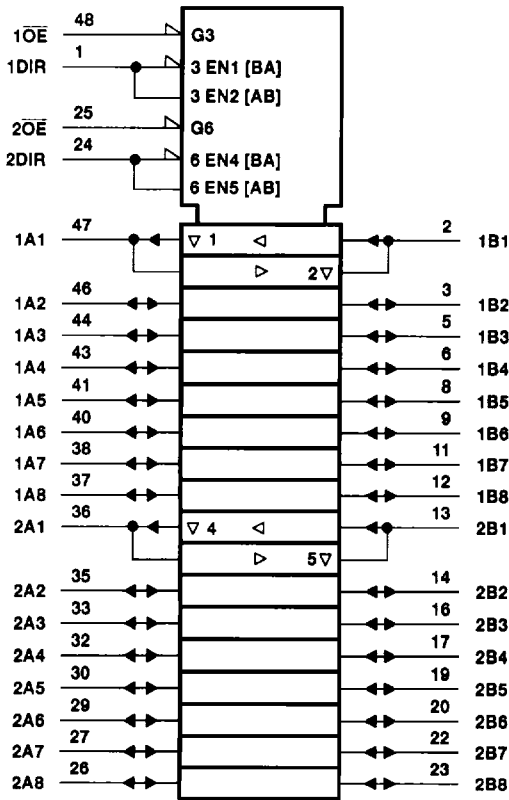 48
1O̅E̅ G3
1
1DIR 3 EN1 [BA]
3 EN2 [AB]
25
2O̅E̅ G6
24
2DIR 6 EN4 [BA]
6 EN5 [AB]
47 2
1A1 ▽ 1 ◁ 1B1
▷ 2 ▽
46 3
1A2 1B2
44 5
1A3 1B3
43 6
1A4 1B4
41 8
1A5 1B5
40 9
1A6 1B6
38 11
1A7 1B7
37 12
1A8 1B8
36 13
2A1 ▽ 4 ◁ 2B1
▷ 5 ▽
35 14
2A2 2B2
33 16
2A3 2B3
32 17
2A4 2B4
30 19
2A5 2B5
29 20
2A6 2B6
27 22
2A7 2B7
26 23
2A8 2B8